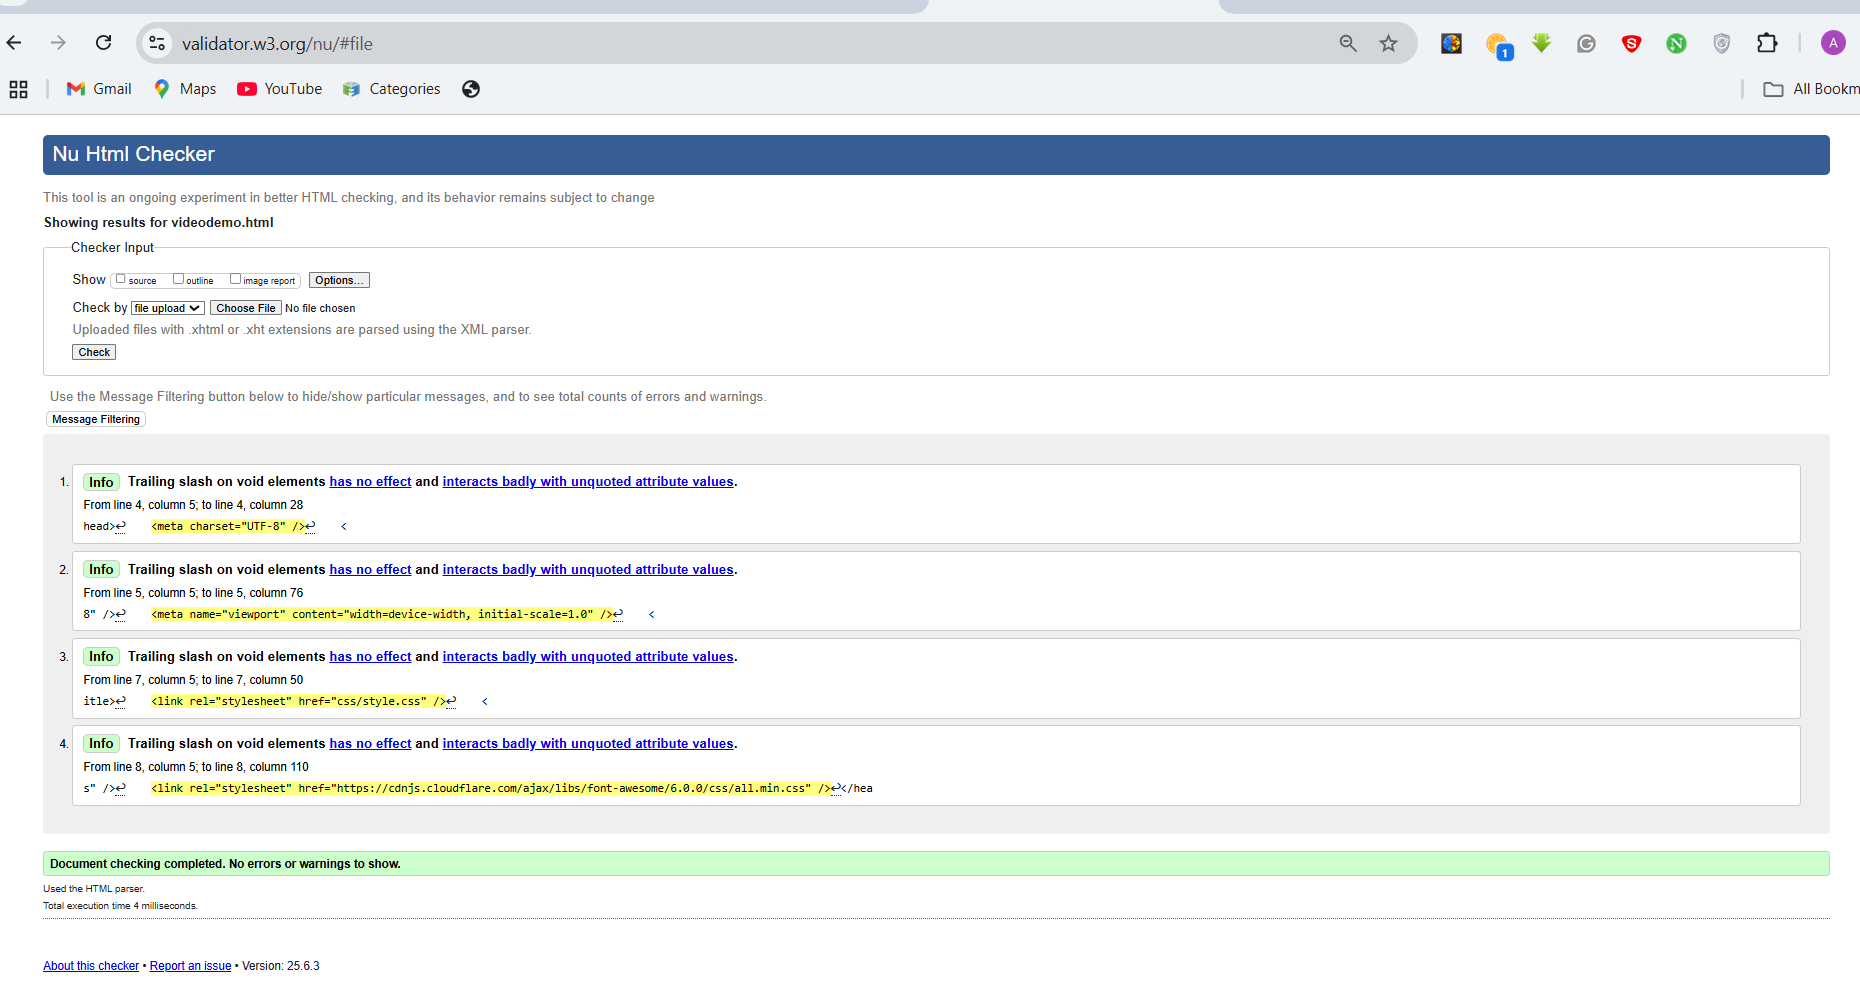 validator.w3.org/nu/#file
1
A
Gmail Maps YouTube Categories
All Bookm
Nu Html Checker
This tool is an ongoing experiment in better HTML checking, and its behavior remains subject to change
Showing results for videodemo.html
Checker Input
Show source outline image report Options...
Check by file upload Choose File No file chosen
Uploaded files with .xhtml or .xht extensions are parsed using the XML parser.
Check
Use the Message Filtering button below to hide/show particular messages, and to see total counts of errors and warnings.
Message Filtering
1. Info Trailing slash on void elements has no effect and interacts badly with unquoted attribute values.
From line 4, column 5; to line 4, column 28
head>↩ <meta charset="UTF-8" />↩ <
2. Info Trailing slash on void elements has no effect and interacts badly with unquoted attribute values.
From line 5, column 5; to line 5, column 76
8" />↩ <meta name="viewport" content="width=device-width, initial-scale=1.0" />↩ <
3. Info Trailing slash on void elements has no effect and interacts badly with unquoted attribute values.
From line 7, column 5; to line 7, column 50
itle>↩ <link rel="stylesheet" href="css/style.css" />↩ <
4. Info Trailing slash on void elements has no effect and interacts badly with unquoted attribute values.
From line 8, column 5; to line 8, column 110
s" />↩ <link rel="stylesheet" href="https://cdnjs.cloudflare.com/ajax/libs/font-awesome/6.0.0/css/all.min.css" />↩</hea
Document checking completed. No errors or warnings to show.
Used the HTML parser.
Total execution time 4 milliseconds.
About this checker • Report an issue • Version: 25.6.3